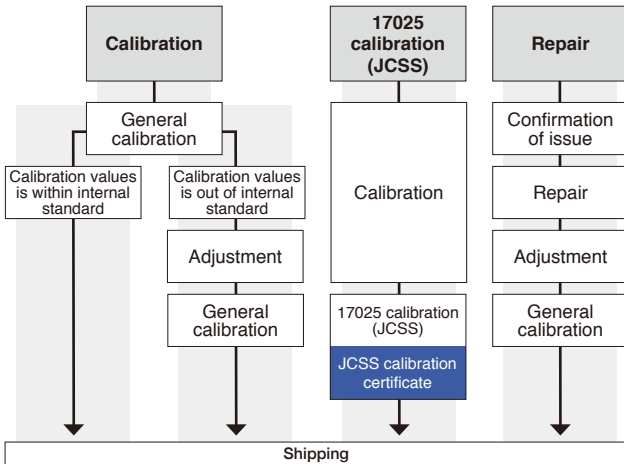 Calibration
General
calibration
Calibration values
is within internal
standard
Calibration values
is out of internal
standard
Adjustment
General
calibration
17025
calibration
(JCSS)
Calibration
17025 calibration
(JCSS)
JCSS calibration
certificate
Repair
Confirmation
of issue
Repair
Adjustment
General
calibration
Shipping